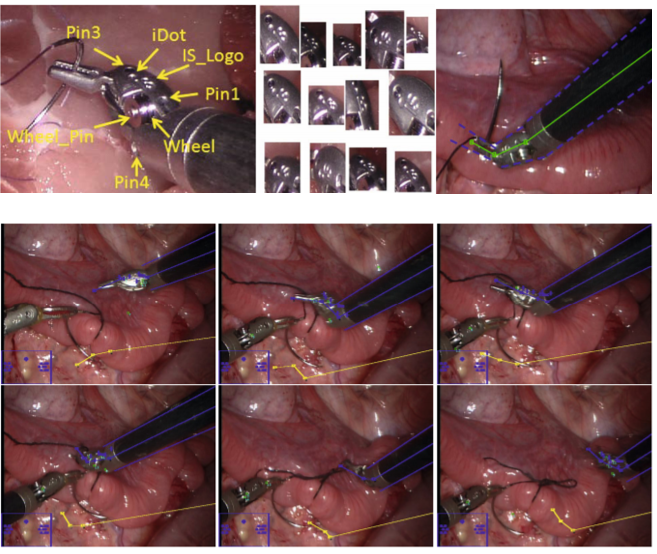 Pin3
iDot
IS_Logo
Pin1
Wheel_Pin
Wheel
Pin4